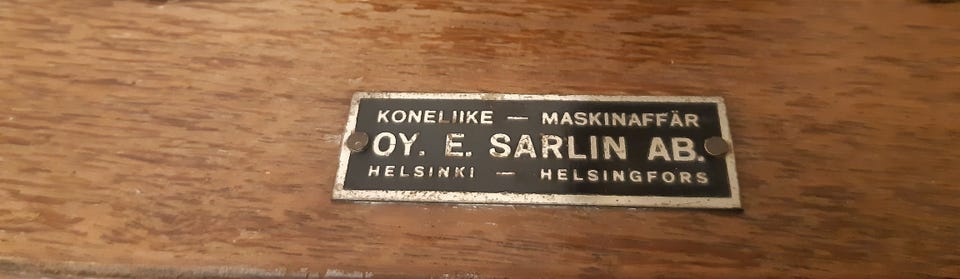 KONELIIKE — MASKINAFFÄR
OY. E. SARLIN AB.
HELSINKI — HELSINGFORS